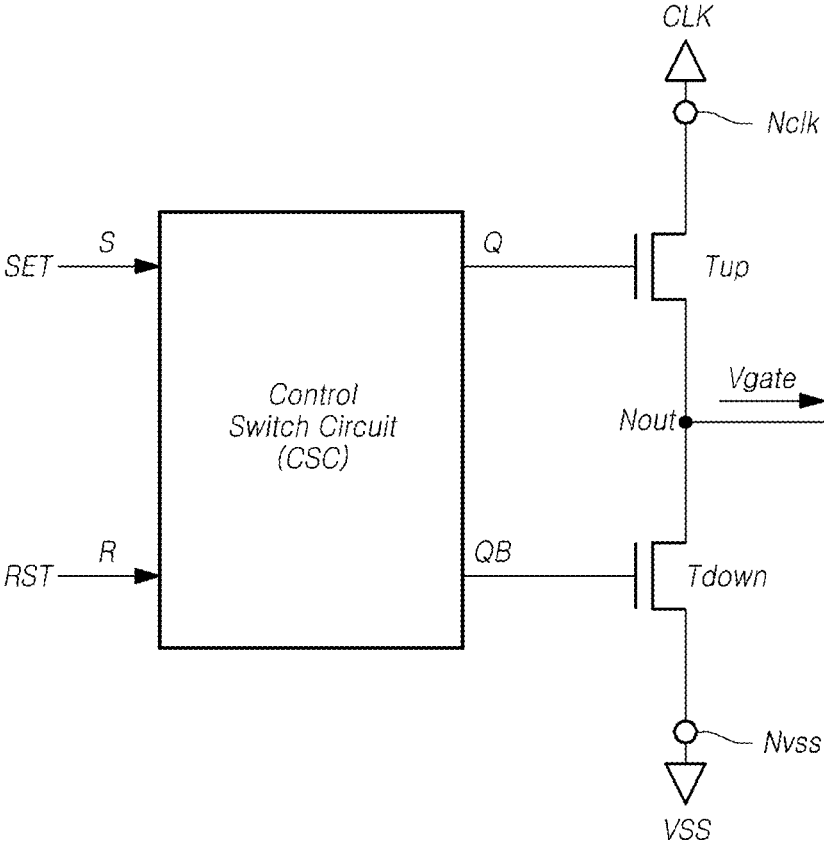 CLK
Nclk
S
SET
Q
Tup
Control
Switch Circuit
(CSC)
Vgate
Nout
R
RST
QB
Tdown
Nvss
VSS